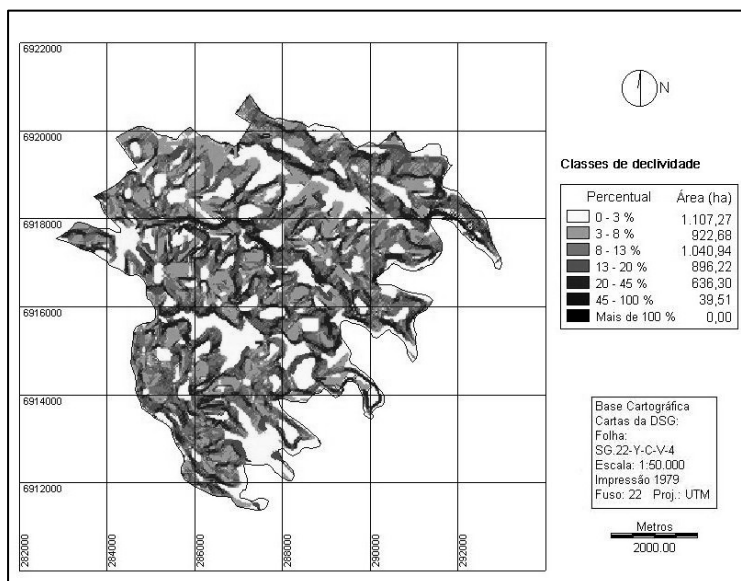 6922000
6920000
6918000
6916000
6914000
6912000
282000
284000
286000
288000
290000
292000
N
Classes de declividade
Percentual Área (ha)
0 - 3 % 1.107,27
3 - 8 % 922,68
8 - 13 % 1.040,94
13 - 20 % 896,22
20 - 45 % 636,30
45 - 100 % 39,51
Mais de 100 % 0,00
Base Cartográfica
Cartas da DSG:
Folha:
SG.22-Y-C-V-4
Escala: 1:50.000
Impressão 1979
Fuso: 22 Proj.: UTM
Metros
2000.00